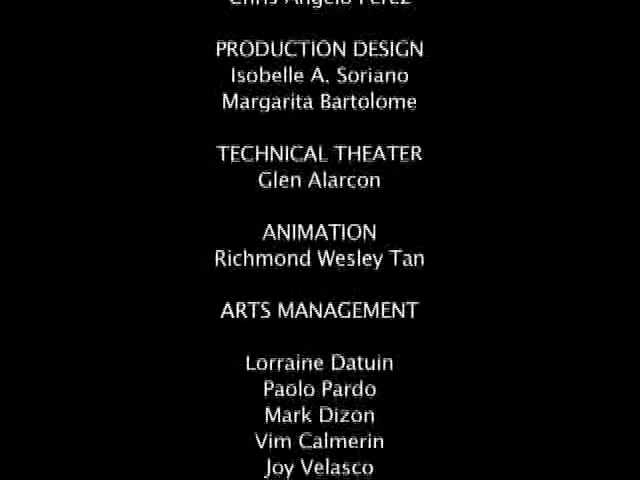 Chris Angelo Perez
PRODUCTION DESIGN
Isobelle A. Soriano
Margarita Bartolome
TECHNICAL THEATER
Glen Alarcon
ANIMATION
Richmond Wesley Tan
ARTS MANAGEMENT
Lorraine Datuin
Paolo Pardo
Mark Dizon
Vim Calmerin
Joy Velasco